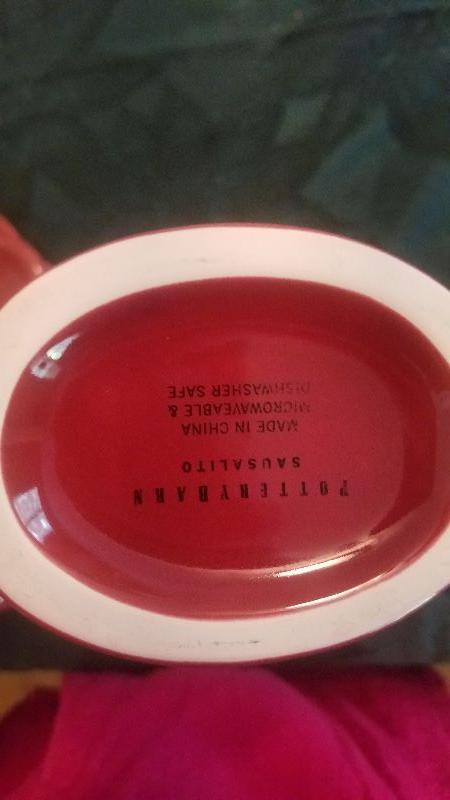 POTTERYBARN
SAUSALITO
MADE IN CHINA
MICROWAVEABLE &
DISHWASHER SAFE